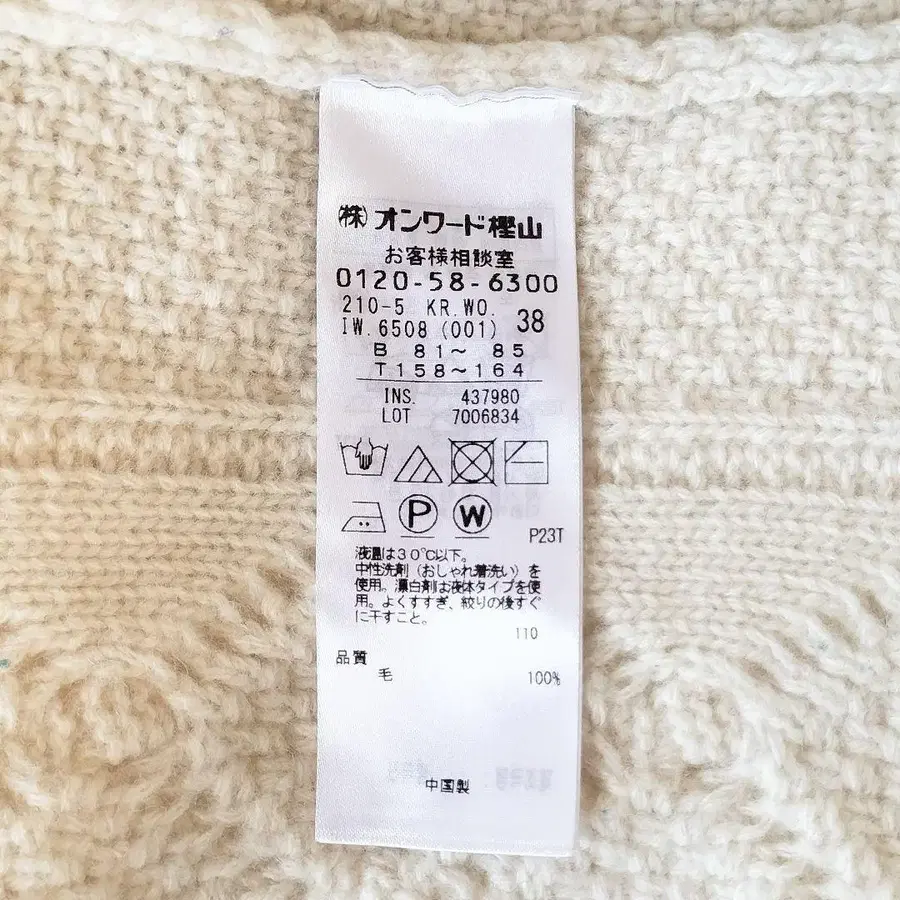 ㈱オンワード樫山
お客様相談室
0120-58-6300
210-5 KR.WO.
IW.6508 (001) 38
B 81～ 85
T158～164
INS. 437980
LOT 7006834
P W
P23T
液温は30℃以下。
中性洗剤（おしゃれ着洗い）を
使用。漂白剤は液体タイプを使
用。よくすすぎ、絞りの後すぐ
に干すこと。
110
品質
毛 100%
中国製